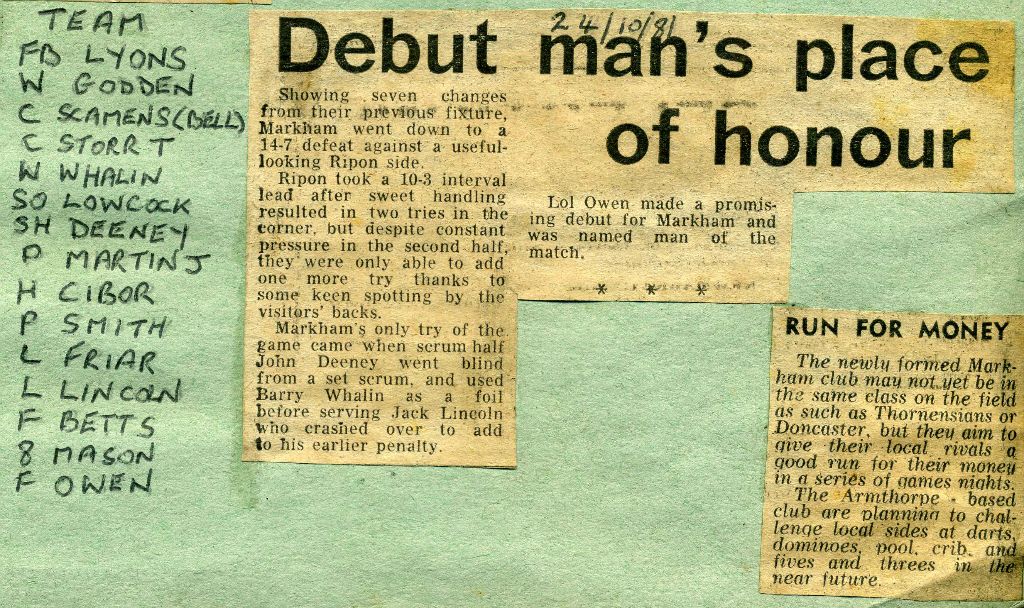 TEAM
FB LYONS
W GODDEN
C SCAMENS(BELL)
C STORR T
W WHALIN
SO LOWCOCK
SH DEENEY
P MARTIN J
H CIBOR
P SMITH
L FRIAR
L LINCOLN
F BETTS
8 MASON
F OWEN
24/10/81
Debut man's place
of honour
Showing seven changes
from their previous fixture,
Markham went down to a
14-7 defeat against a useful-
looking Ripon side.
Ripon took a 10-3 interval
lead after sweet handling
resulted in two tries in the
corner, but despite constant
pressure in the second half,
they were only able to add
one more try thanks to
some keen spotting by the
visitors' backs.
Markham's only try of the
game came when scrum half
John Deeney went blind
from a set scrum, and used
Barry Whalin as a foil
before serving Jack Lincoln
who crashed over to add
to his earlier penalty.
Lol Owen made a promis-
ing debut for Markham and
was named man of the
match.
* * *
RUN FOR MONEY
The newly formed Mark-
ham club may not yet be in
the same class on the field
as such as Thornensians or
Doncaster, but they aim to
give their local rivals a
good run for their money
in a series of games nights.
The Armthorpe - based
club are planning to chal-
lenge local sides at darts,
dominoes, pool, crib, and
fives and threes in the
near future.